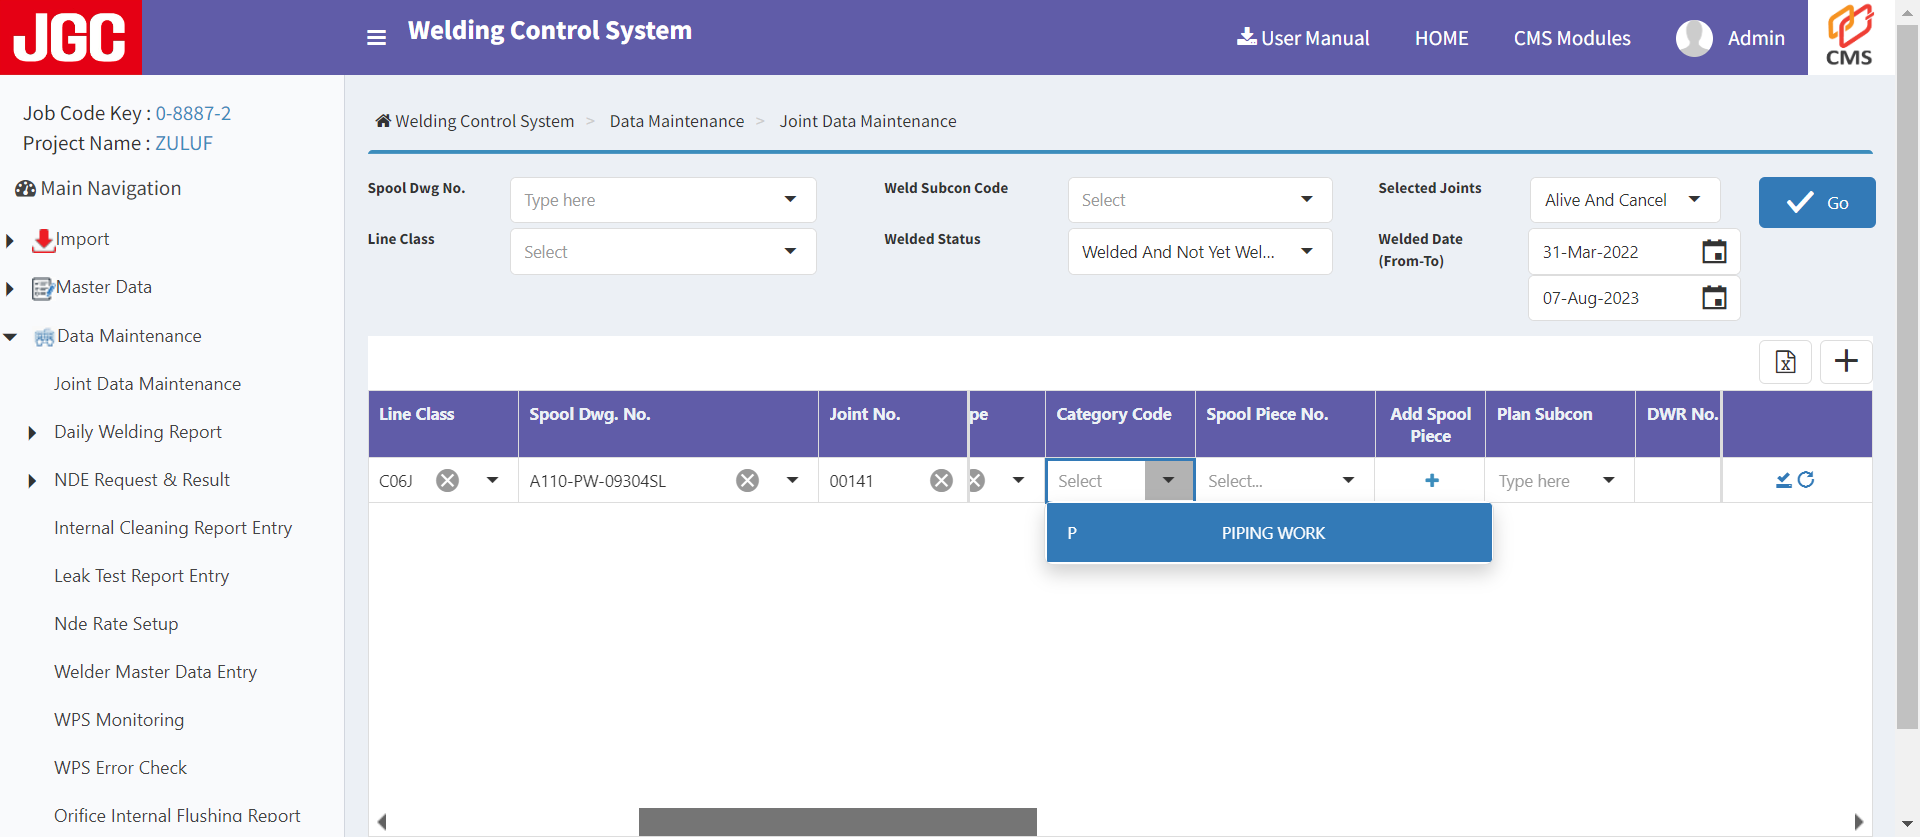 JGC
Welding Control System
User Manual
HOME
CMS Modules
Admin
CMS
Job Code Key : 0-8887-2
Project Name : ZULUF
Main Navigation
Import
Master Data
Data Maintenance
Joint Data Maintenance
Daily Welding Report
NDE Request & Result
Internal Cleaning Report Entry
Leak Test Report Entry
Nde Rate Setup
Welder Master Data Entry
WPS Monitoring
WPS Error Check
Orifice Internal Flushing Report
Welding Control System > Data Maintenance > Joint Data Maintenance
Spool Dwg No.
Type here
Weld Subcon Code
Select
Selected Joints
Alive And Cancel
Go
Line Class
Select
Welded Status
Welded And Not Yet Wel...
Welded Date
(From-To)
31-Mar-2022
07-Aug-2023
Line Class
Spool Dwg. No.
Joint No.
pe
Category Code
Spool Piece No.
Add Spool
Piece
Plan Subcon
DWR No.
C06J
A110-PW-09304SL
00141
Select
Select...
Type here
P PIPING WORK